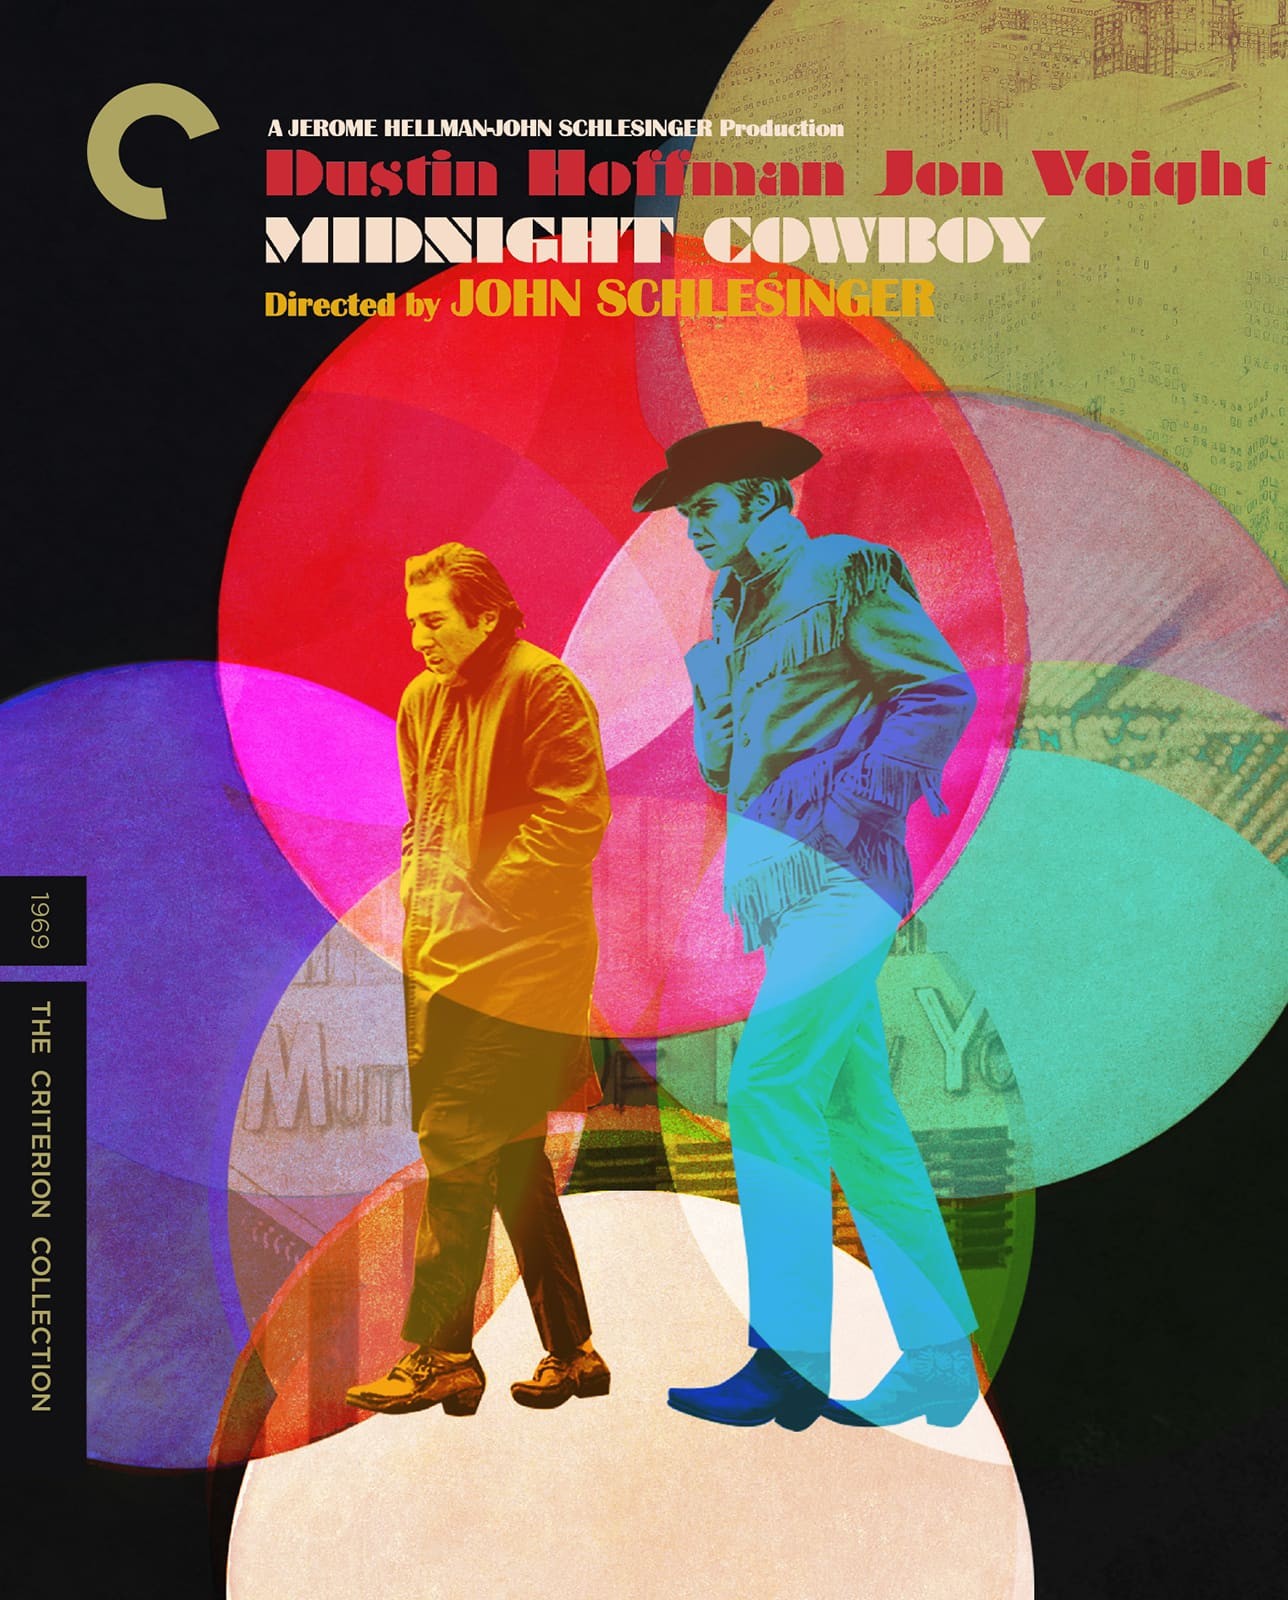 A JEROME HELLMAN-JOHN SCHLESINGER Production
Dustin Hoffman Jon Voight
MIDNIGHT COWBOY
Directed by JOHN SCHLESINGER
1969
THE CRITERION COLLECTION